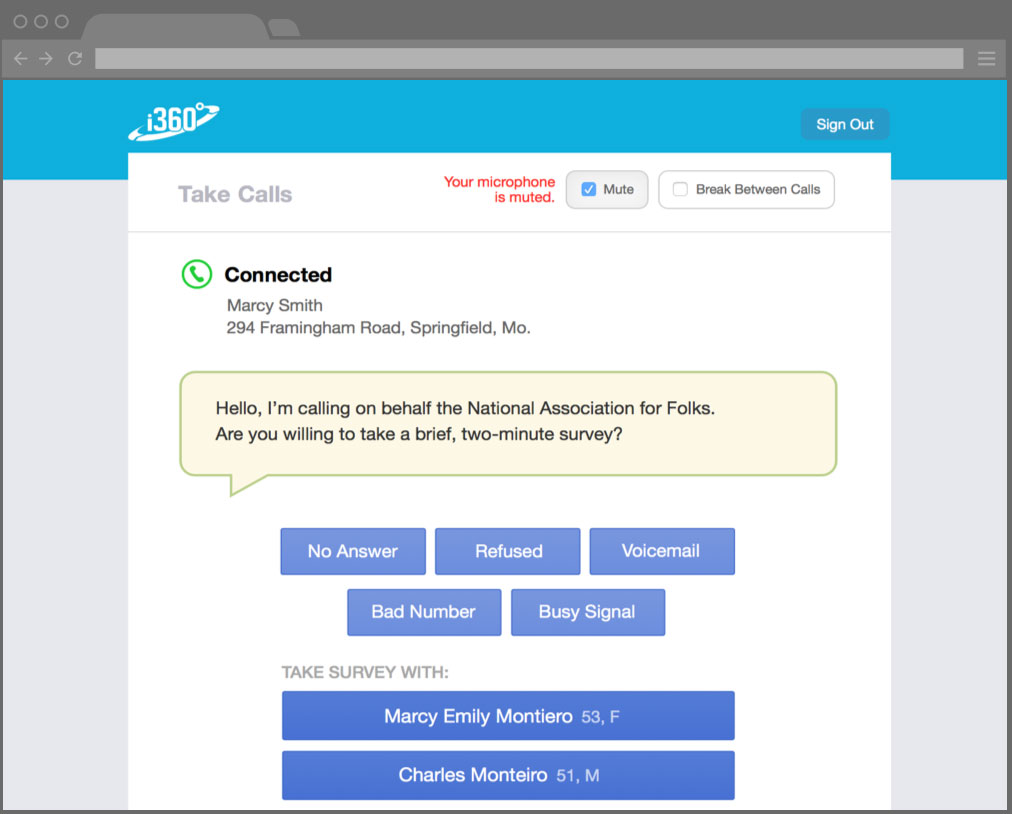 i360°
Sign Out
Take Calls
Your microphone
is muted.
Mute
Break Between Calls
Connected
Marcy Smith
294 Framingham Road, Springfield, Mo.
Hello, I'm calling on behalf the National Association for Folks.
Are you willing to take a brief, two-minute survey?
No Answer
Refused
Voicemail
Bad Number
Busy Signal
TAKE SURVEY WITH:
Marcy Emily Montiero 53, F
Charles Monteiro 51, M